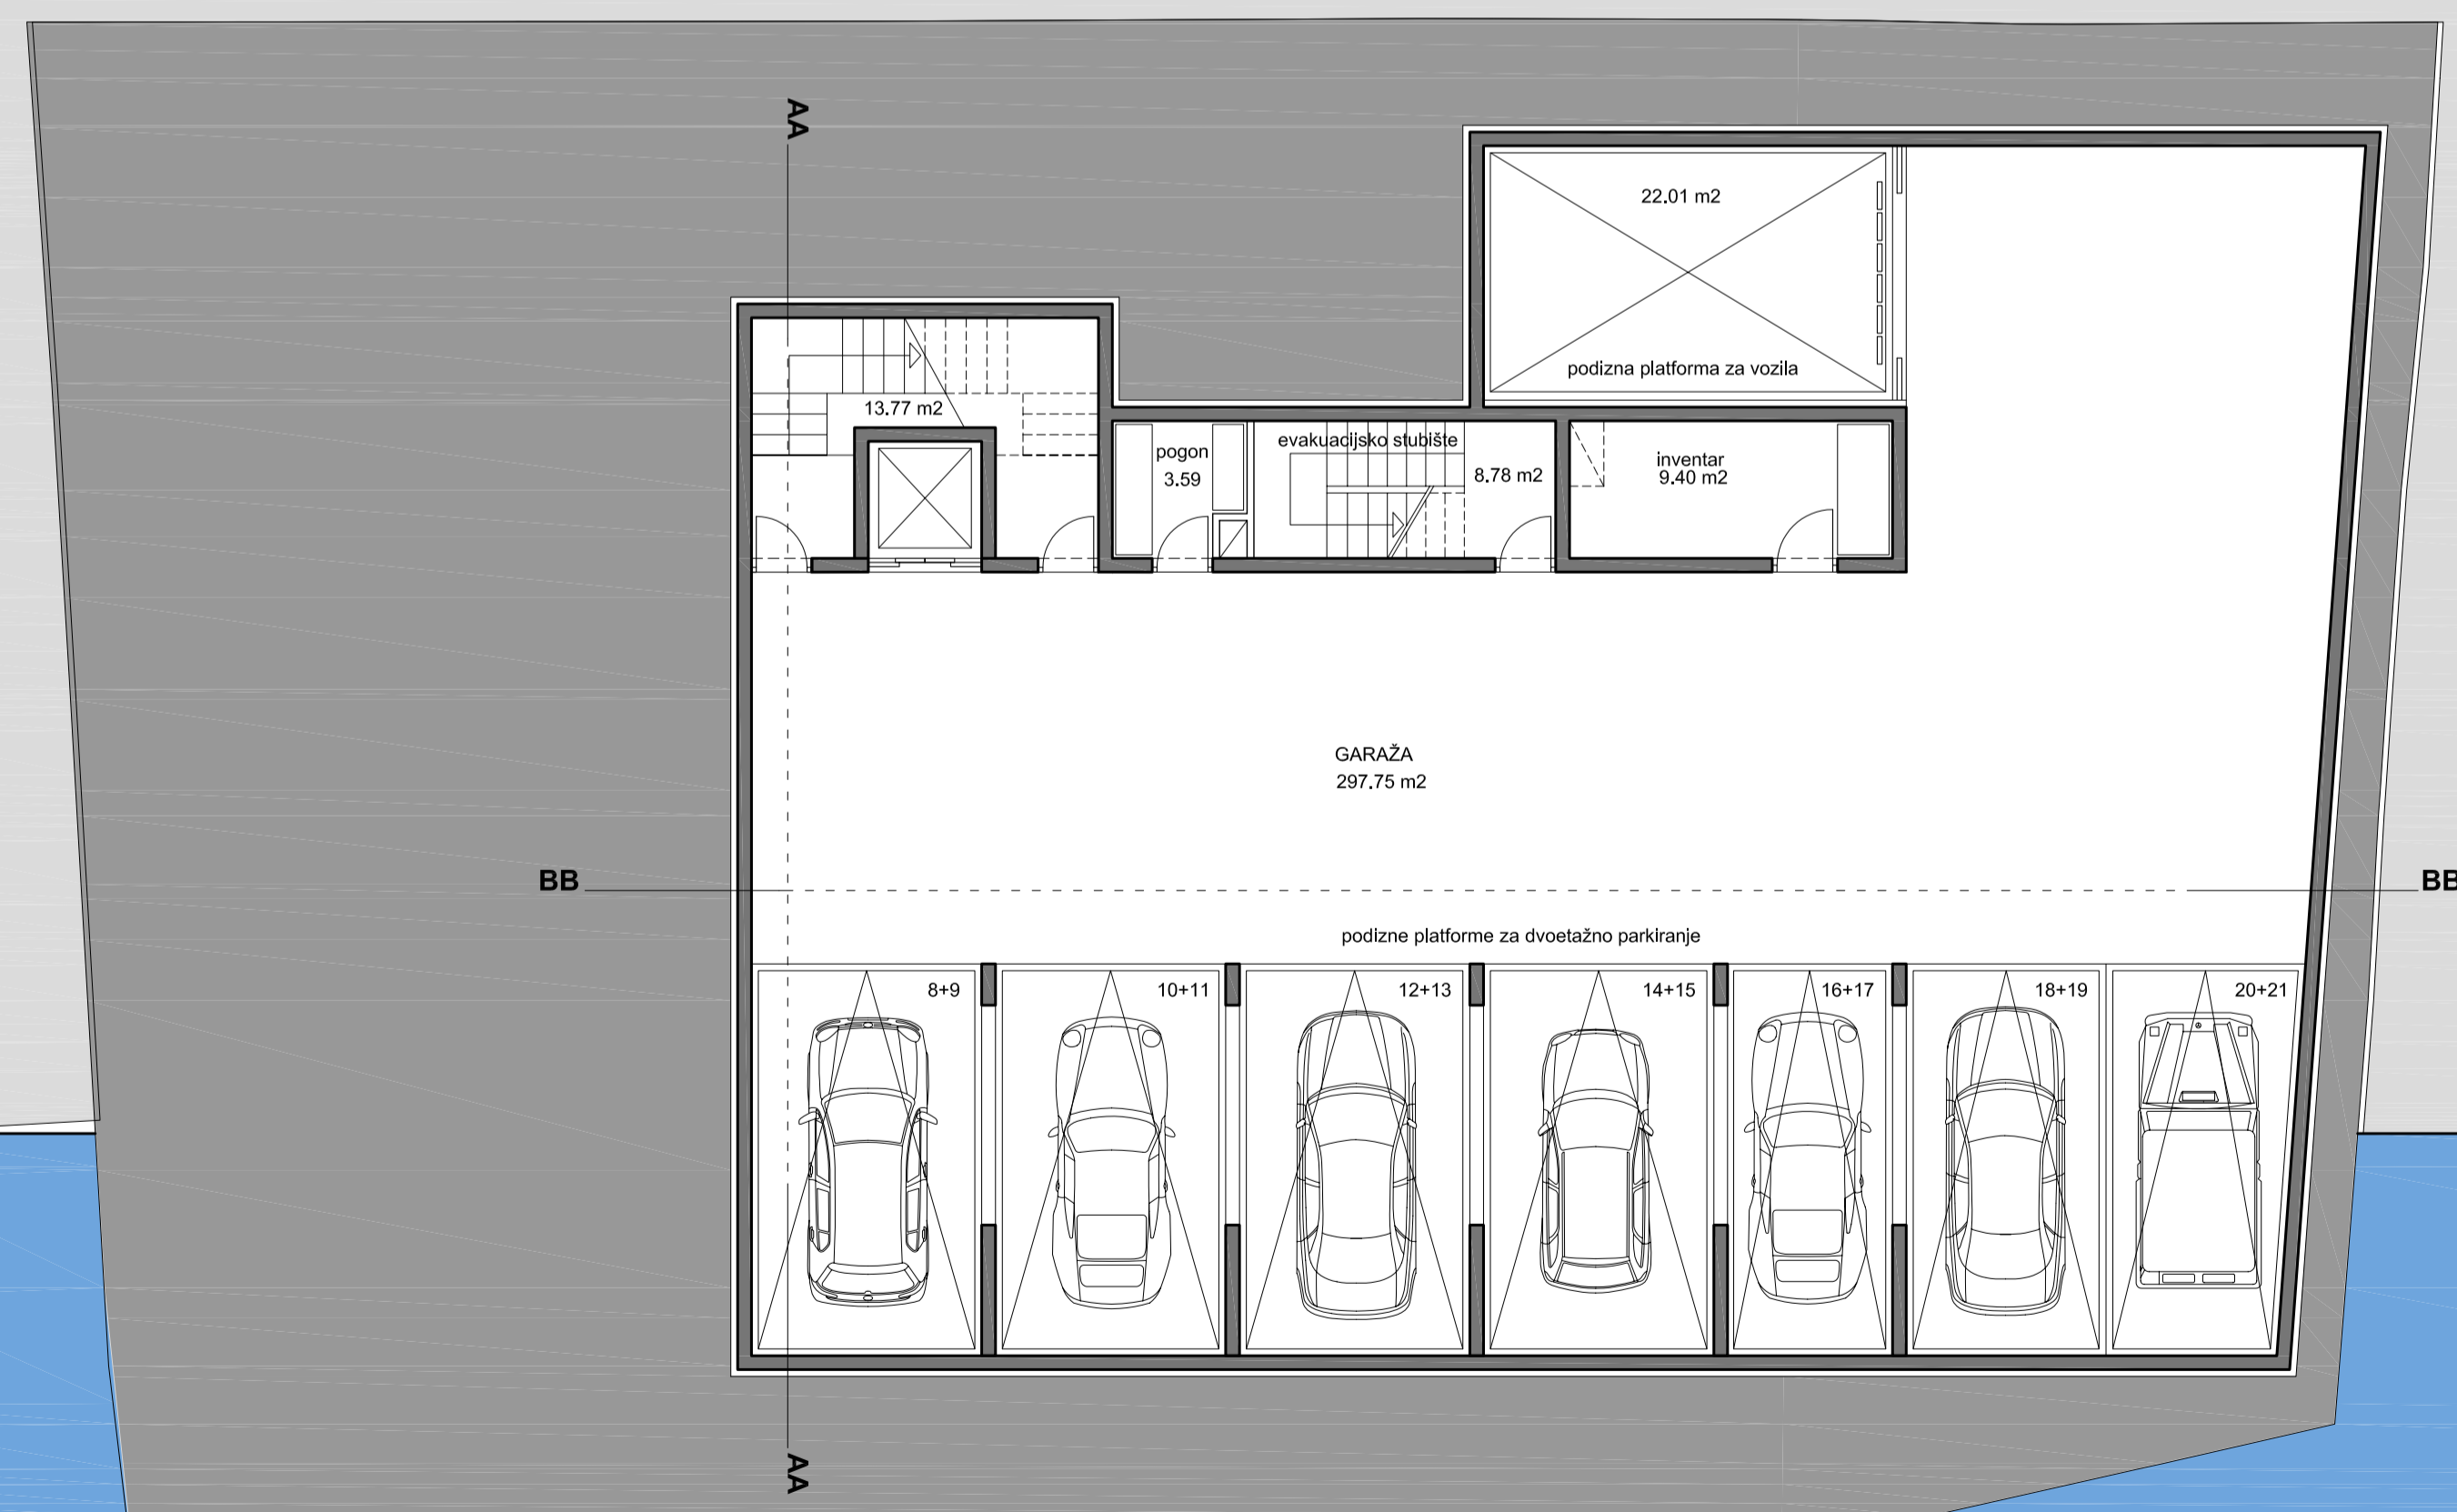 AA
22.01 m2
podizna platforma za vozila
13.77 m2
evakuacijsko stubište
pogon
3.59
8.78 m2
inventar
9.40 m2
GARAŽA
297.75 m2
BB
BB
podizne platforme za dvoetažno parkiranje
8+9
10+11
12+13
14+15
16+17
18+19
20+21
AA